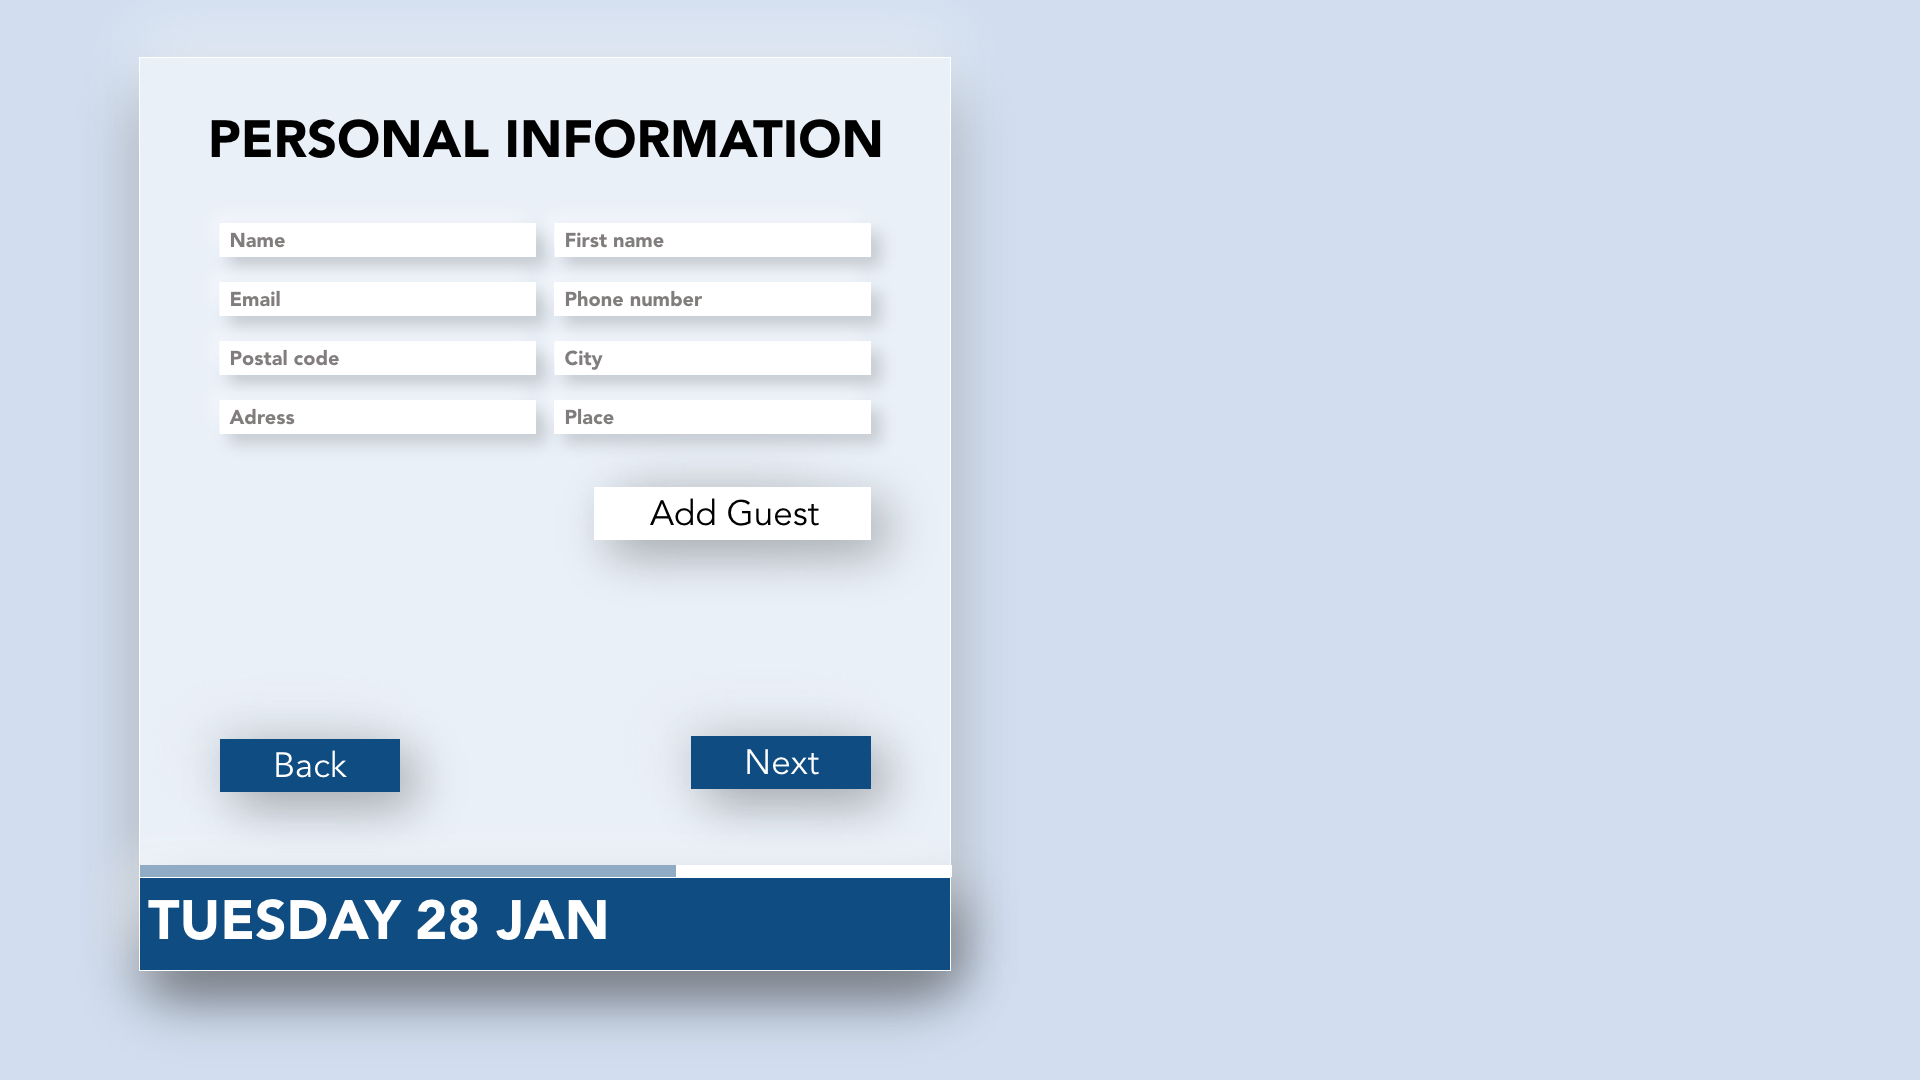 PERSONAL INFORMATION
Name
First name
Email
Phone number
Postal code
City
Adress
Place
Add Guest
Back
Next
TUESDAY 28 JAN